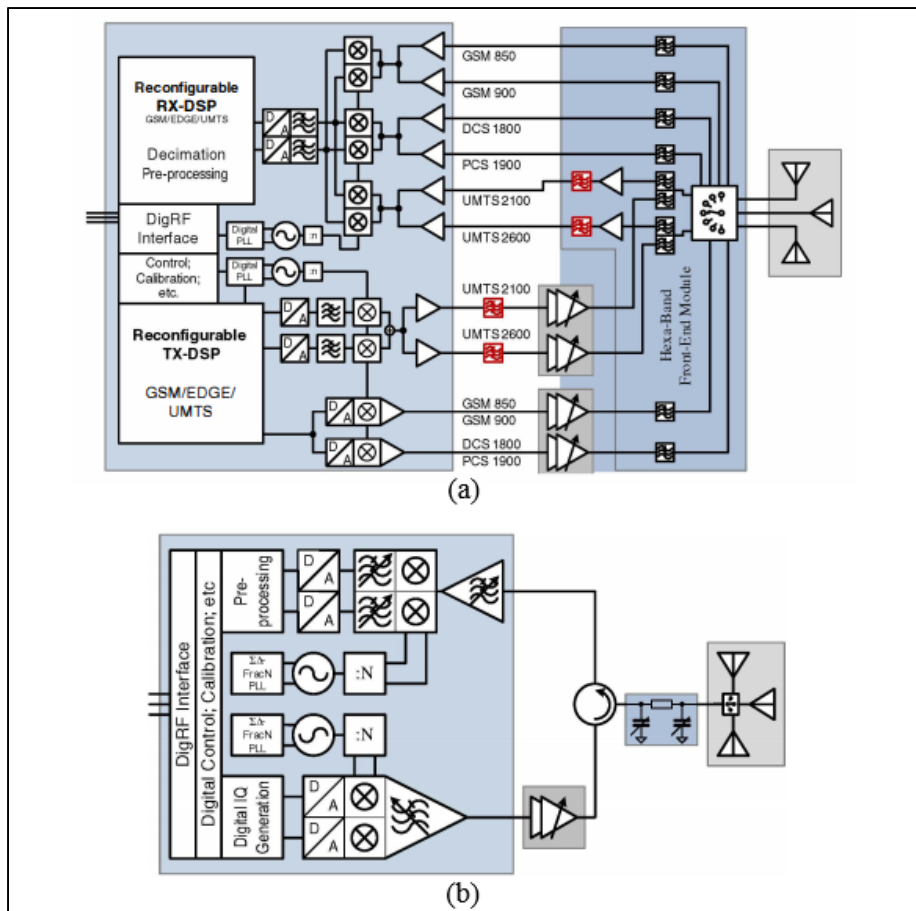 GSM 850
Reconfigurable
RX-DSP
GSM/EDGE/UMTS
Decimation
Pre-processing
D
A
D
A
GSM 900
DCS 1800
PCS 1900
UMTS 2100
DigRF
Interface
Digital
PLL
:n
UMTS 2600
Control;
Calibration;
etc.
Digital
PLL
:n
UMTS 2100
Reconfigurable
TX-DSP
GSM/EDGE/
UMTS
D
A
D
A
UMTS 2600
Hexa-Band
Front-End Module
D
A
GSM 850
GSM 900
D
A
DCS 1800
PCS 1900
(a)
DigRF Interface
Digital Control; Calibration; etc
Pre-
processing
D
A
D
A
ΣΔ-
FracN
PLL
:N
ΣΔ-
FracN
PLL
:N
Digital IQ
Generation
D
A
D
A
(b)